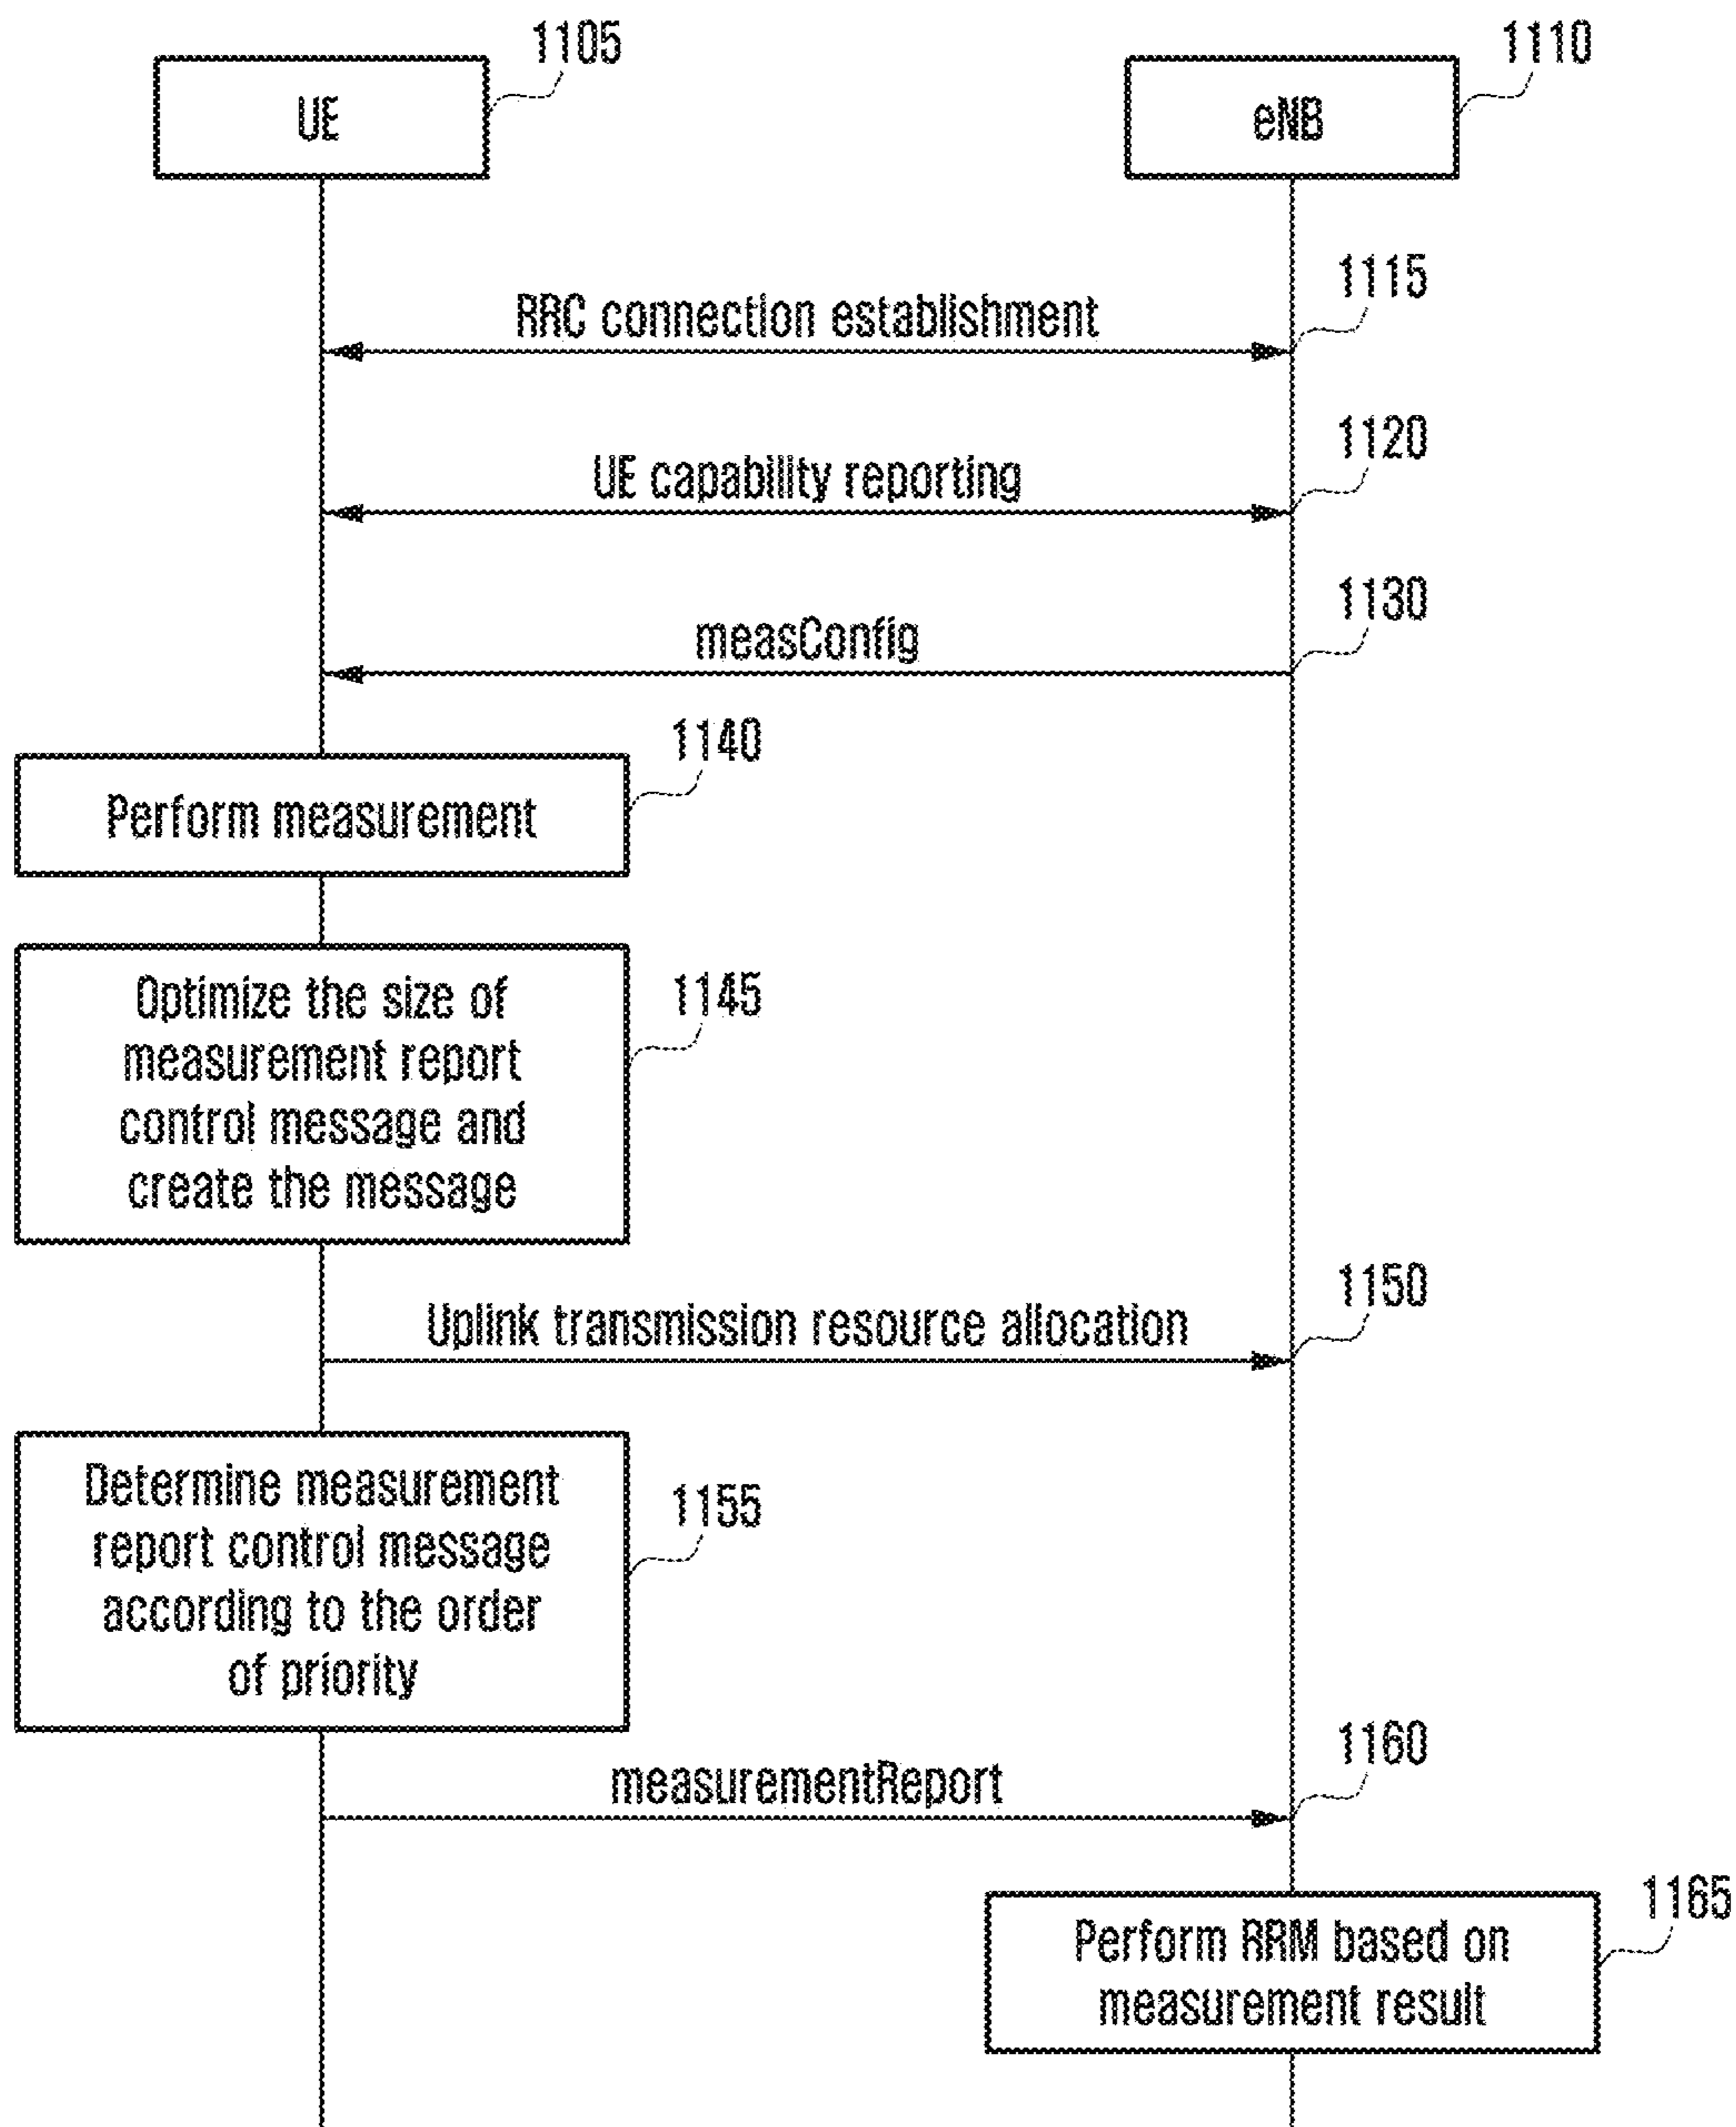 1105
1110
UE
eNB
1115
RRC connection establishment
1120
UE capability reporting
1130
measConfig
1140
Perform measurement
1145
Optimize the size of
measurement report
control message and
create the message
1150
Uplink transmission resource allocation
1155
Determine measurement
report control message
according to the order
of priority
1160
measurementReport
1165
Perform RRM based on
measurement result